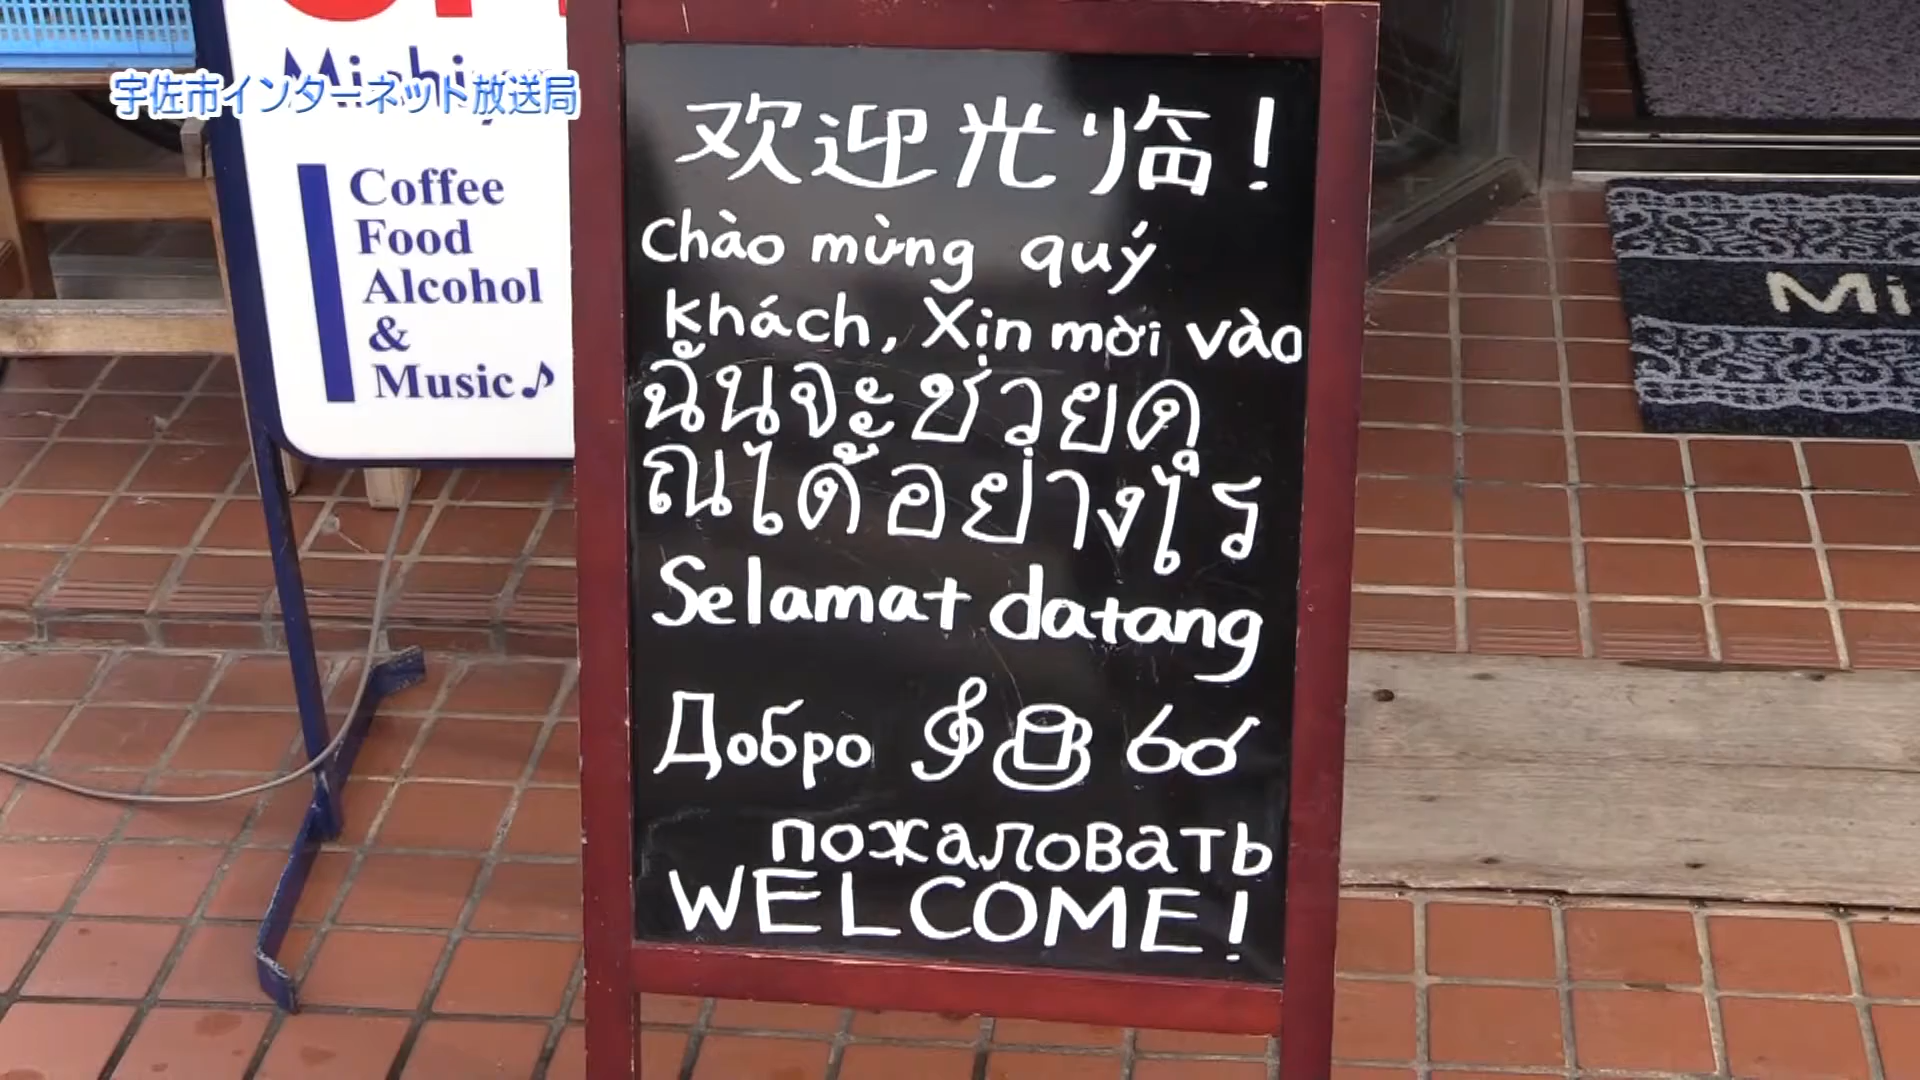 宇佐市インターネット放送局
Coffee
Food
Alcohol
&
Music♪
欢迎光临!
Chào mừng quý
khách, Xin mời vào
ฉันจะช่วยคุ
ณได้อย่างไร
Selamat datang
Добро
пожаловать
WELCOME!
Mi